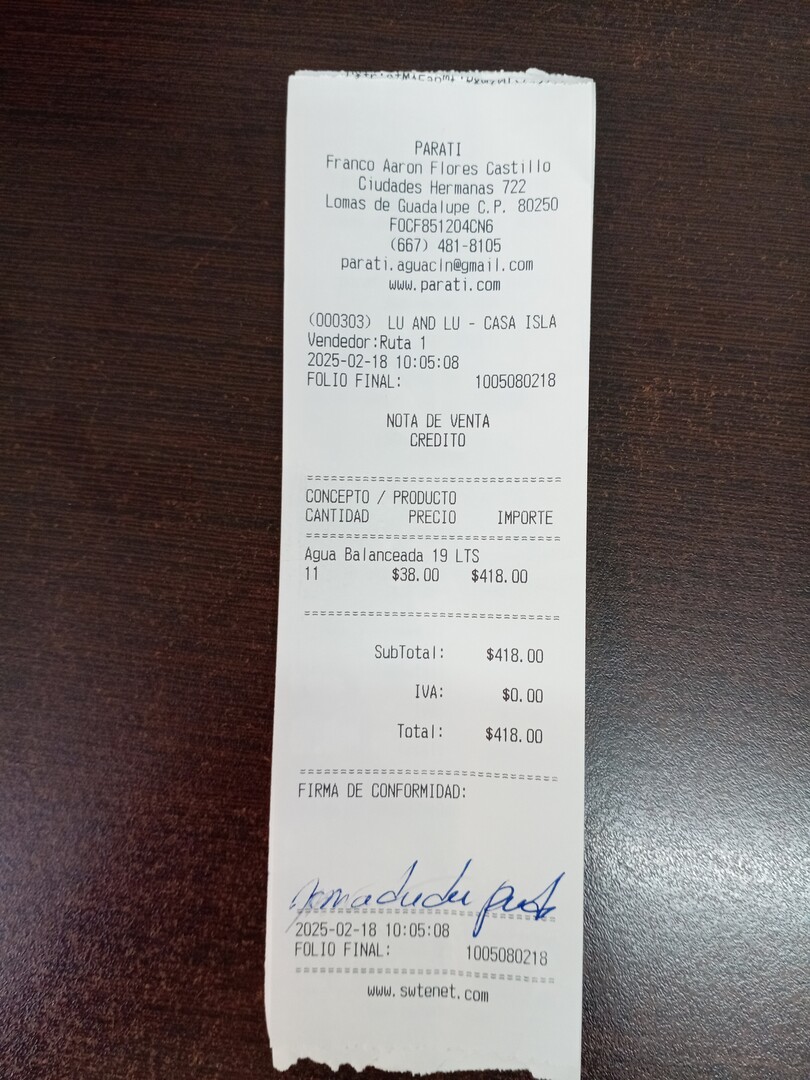 PARATI
Franco Aaron Flores Castillo
Ciudades Hermanas 722
Lomas de Guadalupe C.P. 80250
FOCF851204CN6
(667) 481-8105
parati.aguacln@gmail.com
www.parati.com
(000303) LU AND LU - CASA ISLA
Vendedor:Ruta 1
2025-02-18 10:05:08
FOLIO FINAL: 1005080218
NOTA DE VENTA
CREDITO
================================
CONCEPTO / PRODUCTO
CANTIDAD PRECIO IMPORTE
================================
Agua Balanceada 19 LTS
11 $38.00 $418.00
================================
SubTotal: $418.00
IVA: $0.00
Total: $418.00
================================
FIRMA DE CONFORMIDAD:
================================
2025-02-18 10:05:08
FOLIO FINAL: 1005080218
================================
www.swtenet.com